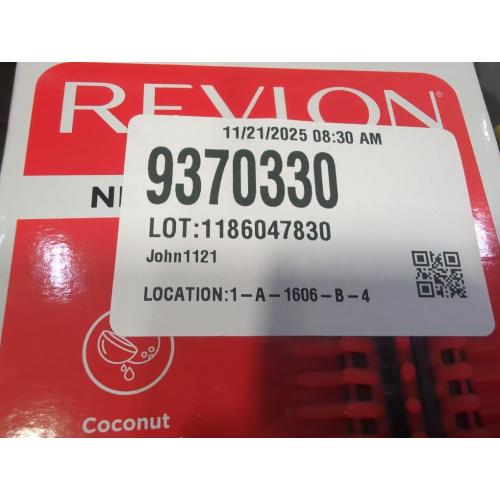 REVLON®
11/21/2025 08:30 AM
9370330
LOT:1186047830
John1121
LOCATION:1-A-1606-B-4
Coconut